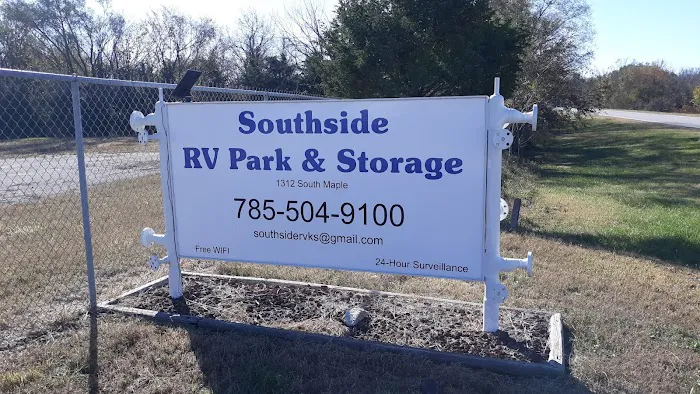 Southside
RV Park & Storage
1312 South Maple
785-504-9100
southsidervks@gmail.com
Free WIFI
24-Hour Surveillance